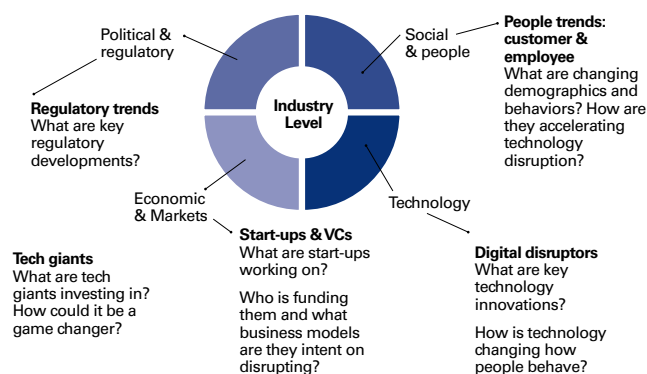 Political &
regulatory
Regulatory trends
What are key
regulatory
developments?
Industry
Level
Social
& people
People trends:
customer &
employee
What are changing
demographics and
behaviors? How are
they accelerating
technology
disruption?
Economic
& Markets
Technology
Tech giants
What are tech
giants investing in?
How could it be a
game changer?
Start-ups & VCs
What are start-ups
working on?
Who is funding
them and what
business models
are they intent on
disrupting?
Digital disruptors
What are key
technology
innovations?
How is technology
changing how
people behave?